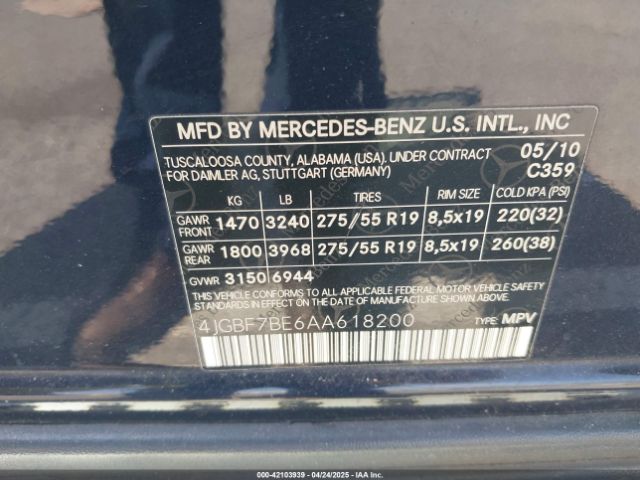 MFD BY MERCEDES-BENZ U.S. INTL., INC
TUSCALOOSA COUNTY, ALABAMA (USA). UNDER CONTRACT 05/10
FOR DAIMLER AG, STUTTGART (GERMANY) C359
KG LB TIRES RIM SIZE COLD KPA (PSI)
GAWR FRONT 1470 3240 275/55 R19 8,5x19 220(32)
GAWR REAR 1800 3968 275/55 R19 8,5x19 260(38)
GVWR 3150 6944
THIS VEHICLE CONFORMS TO ALL APPLICABLE FEDERAL MOTOR VEHICLE SAFETY
STANDARDS IN EFFECT ON THE DATE OF MANUFACTURE SHOWN ABOVE.
4JGBF7BE6AA618200 TYPE: MPV
000-42103939 - 04/24/2025 - IAAI.COM